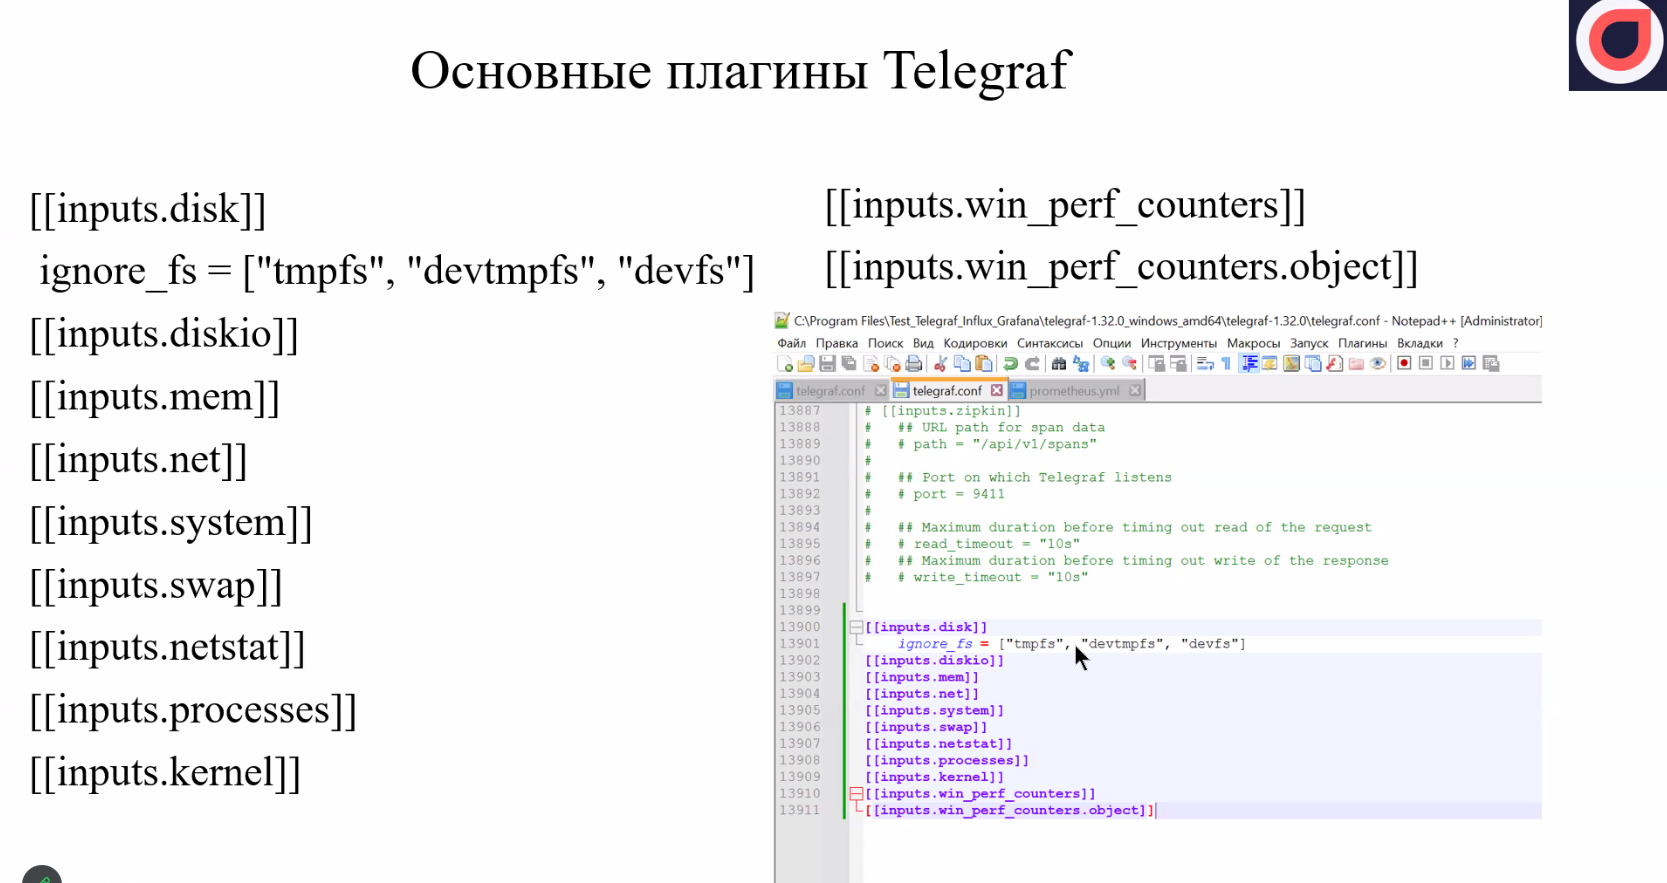 Основные плагины Telegraf
[[inputs.disk]]
ignore_fs = ["tmpfs", "devtmpfs", "devfs"]
[[inputs.diskio]]
[[inputs.mem]]
[[inputs.net]]
[[inputs.system]]
[[inputs.swap]]
[[inputs.netstat]]
[[inputs.processes]]
[[inputs.kernel]]
[[inputs.win_perf_counters]]
[[inputs.win_perf_counters.object]]
C:\Program Files\Test_Telegraf_Influx_Grafana\telegraf-1.32.0_windows_amd64\telegraf-1.32.0\telegraf.conf - Notepad++ [Administrator]
Файл Правка Поиск Вид Кодировки Синтаксисы Опции Инструменты Макросы Запуск Плагины Вкладки ?
telegraf.conf telegraf.conf prometheus.yml
13887 # [[inputs.zipkin]]
13888 # ## URL path for span data
13889 # # path = "/api/v1/spans"
13890 #
13891 # ## Port on which Telegraf listens
13892 # # port = 9411
13893 #
13894 # ## Maximum duration before timing out read of the request
13895 # # read_timeout = "10s"
13896 # ## Maximum duration before timing out write of the response
13897 # # write_timeout = "10s"
13898
13899
13900 [[inputs.disk]]
13901 ignore_fs = ["tmpfs", "devtmpfs", "devfs"]
13902 [[inputs.diskio]]
13903 [[inputs.mem]]
13904 [[inputs.net]]
13905 [[inputs.system]]
13906 [[inputs.swap]]
13907 [[inputs.netstat]]
13908 [[inputs.processes]]
13909 [[inputs.kernel]]
13910 [[inputs.win_perf_counters]]
13911 [[inputs.win_perf_counters.object]]